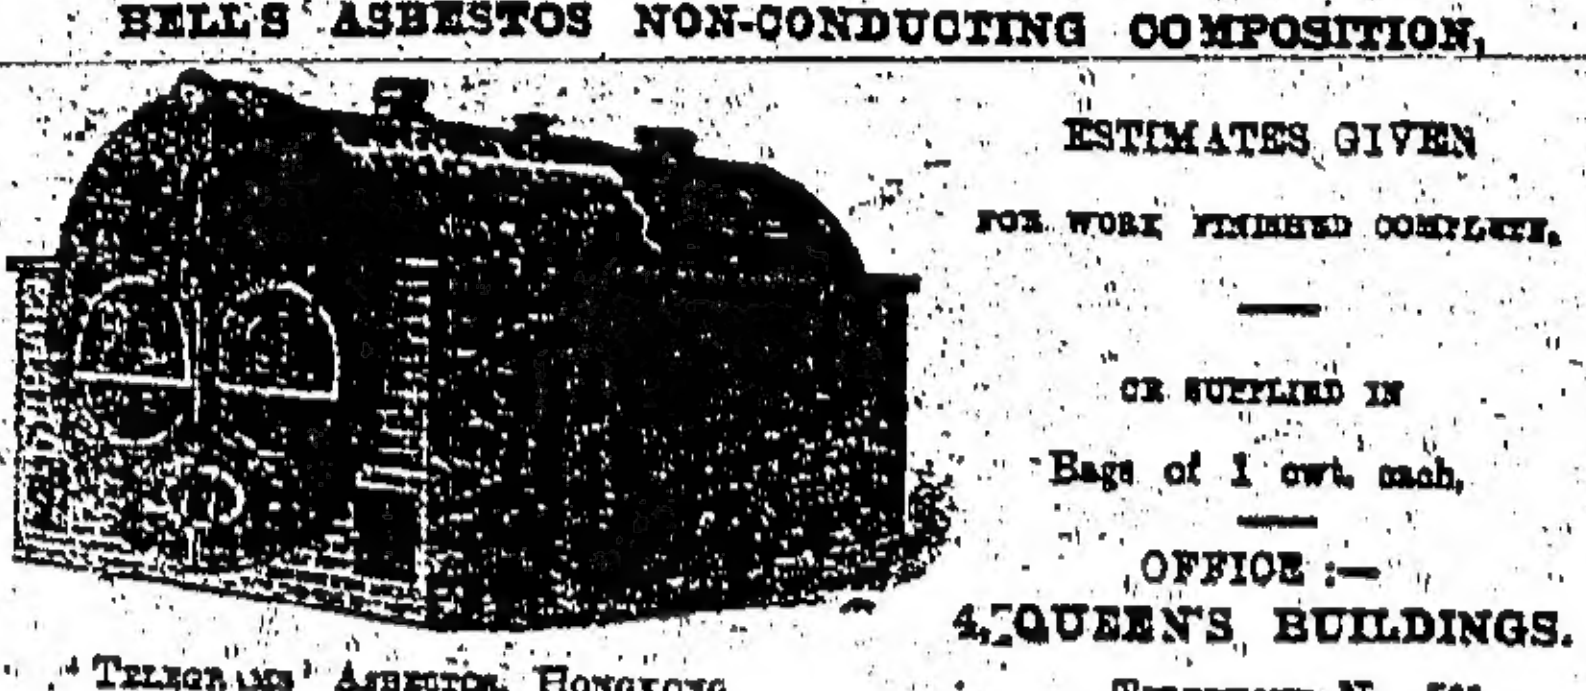 BELL'S ASBESTOS NON-CONDUCTING COMPOSITION,
ESTIMATES GIVEN
FOR WORK FINISHED COMPLETE,
OR SUPPLIED IN
Bags of 1 cwt. each,
OFFICE :—
4, QUEEN'S BUILDINGS.
"TELEGRAMS" ASBESTOS, HONGKONG